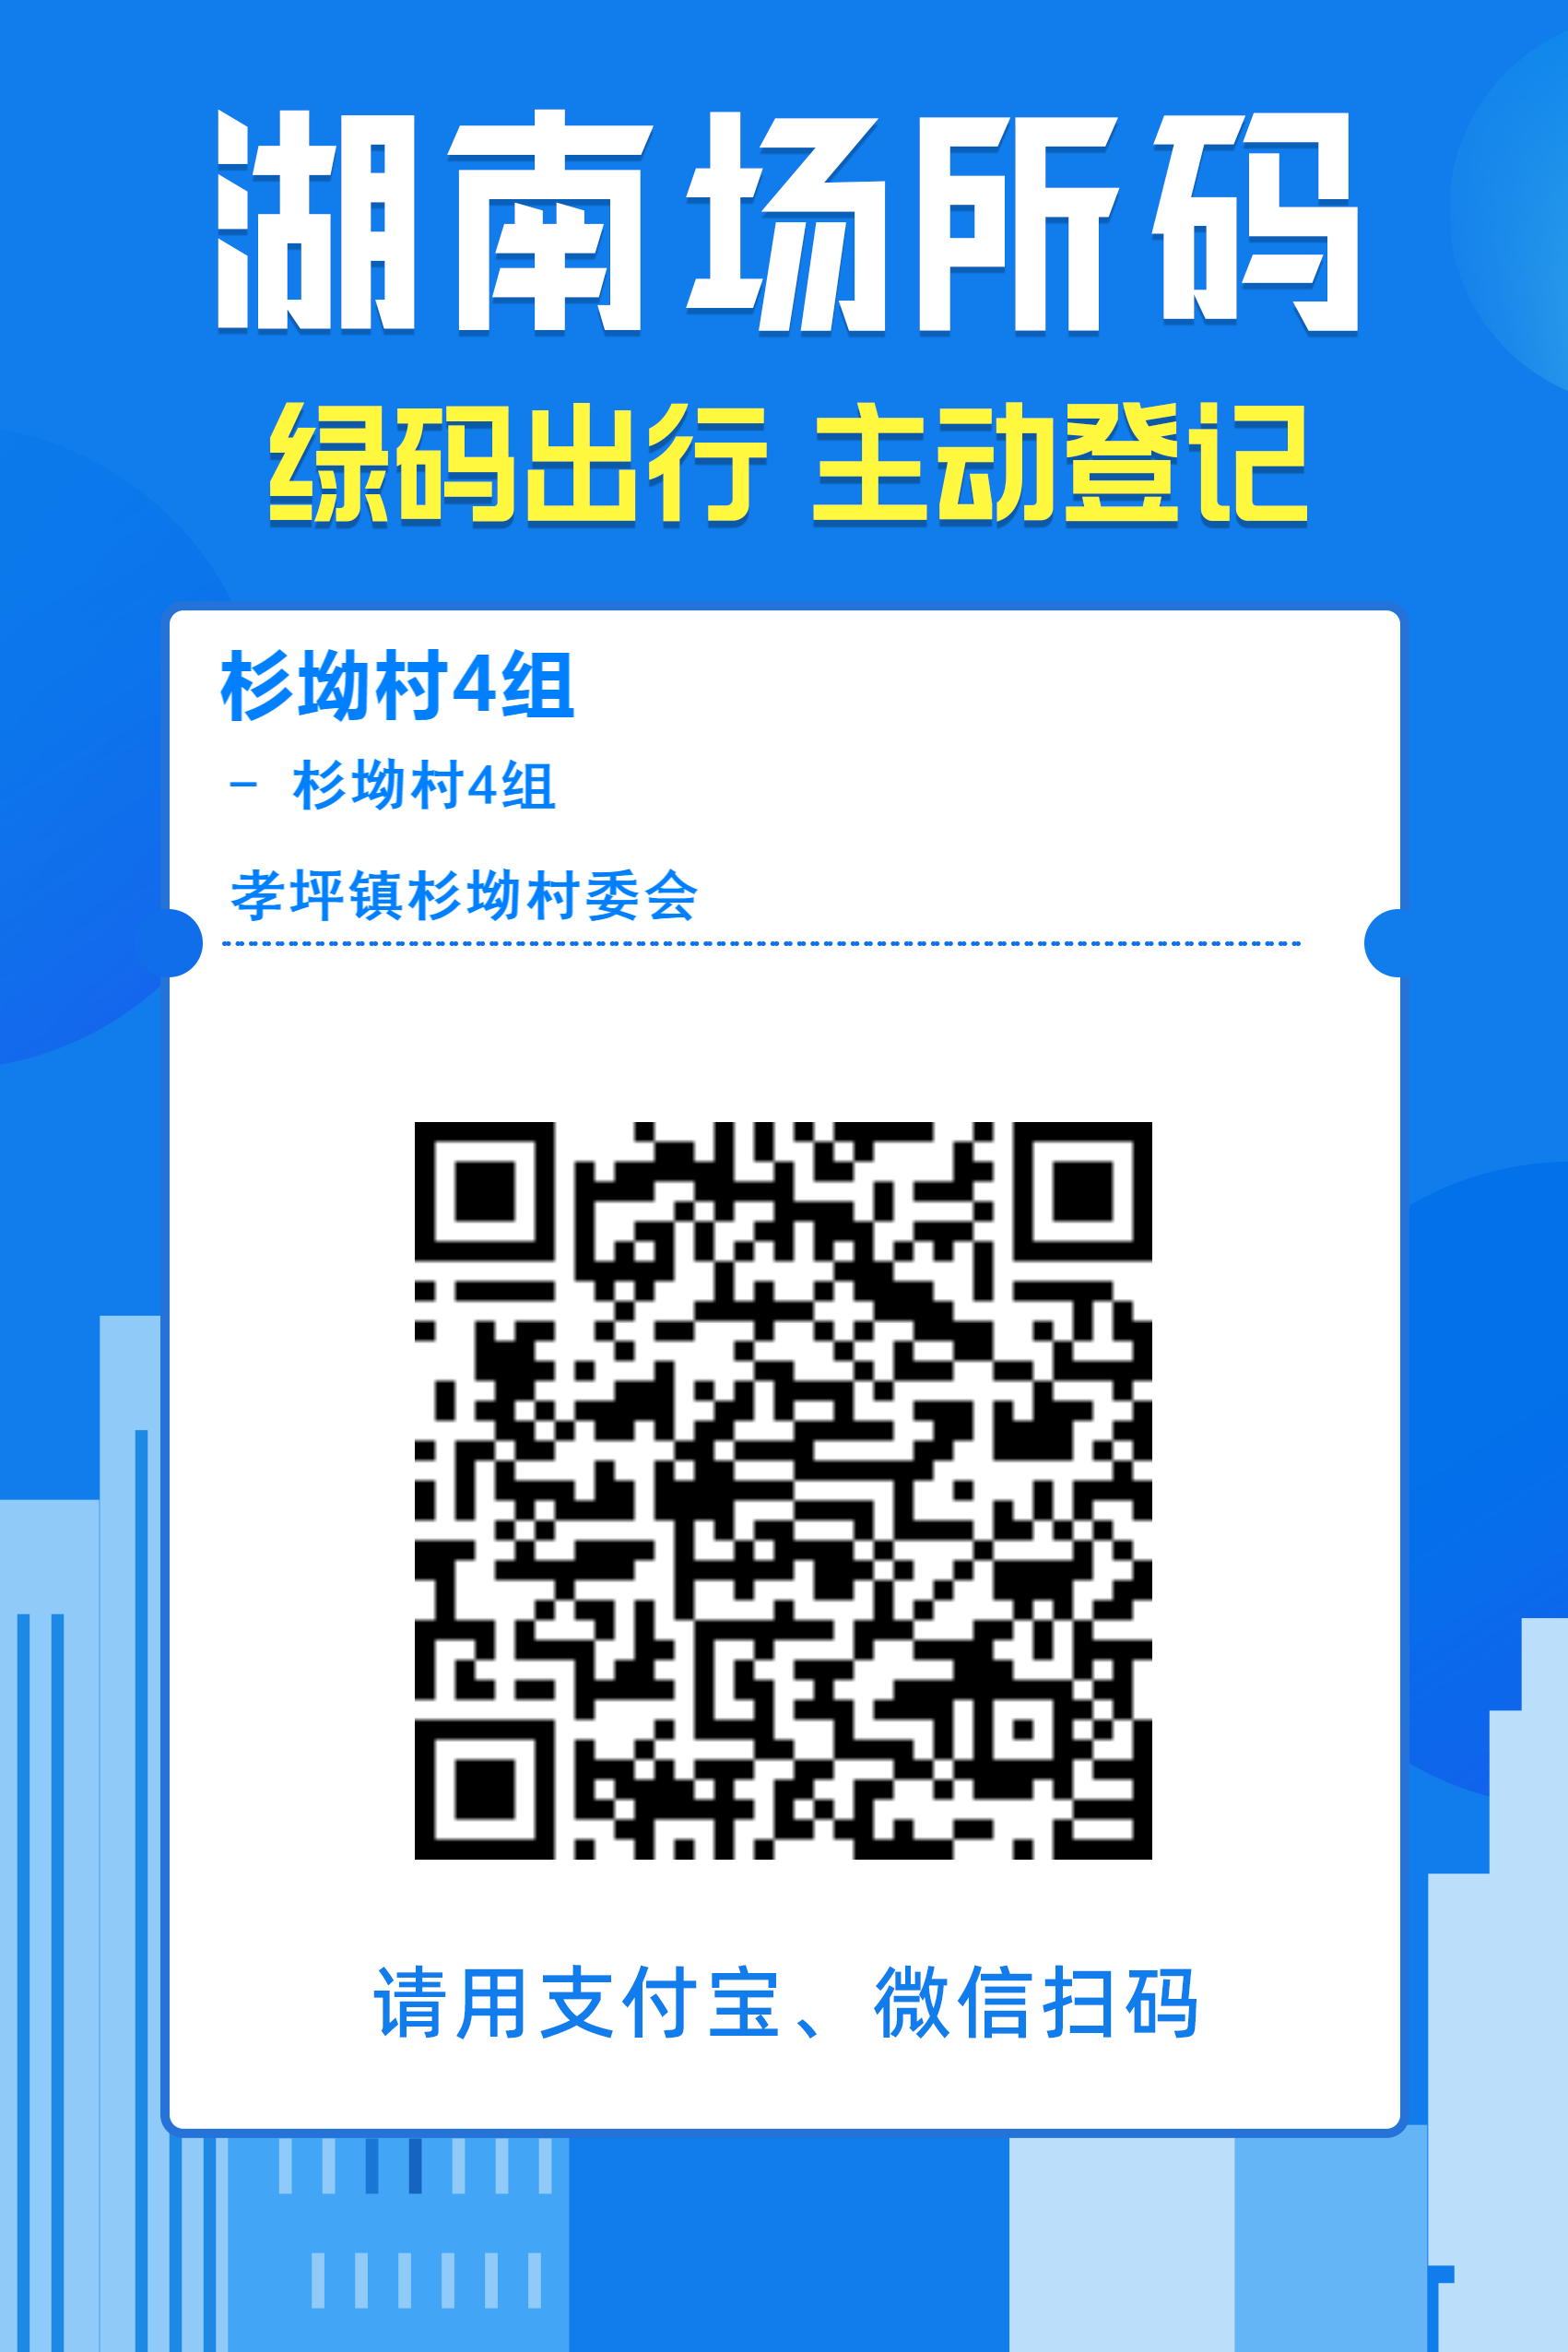 湖南场所码
绿码出行 主动登记
杉坳村4组
- 杉坳村4组
孝坪镇杉坳村委会
请用支付宝、微信扫码